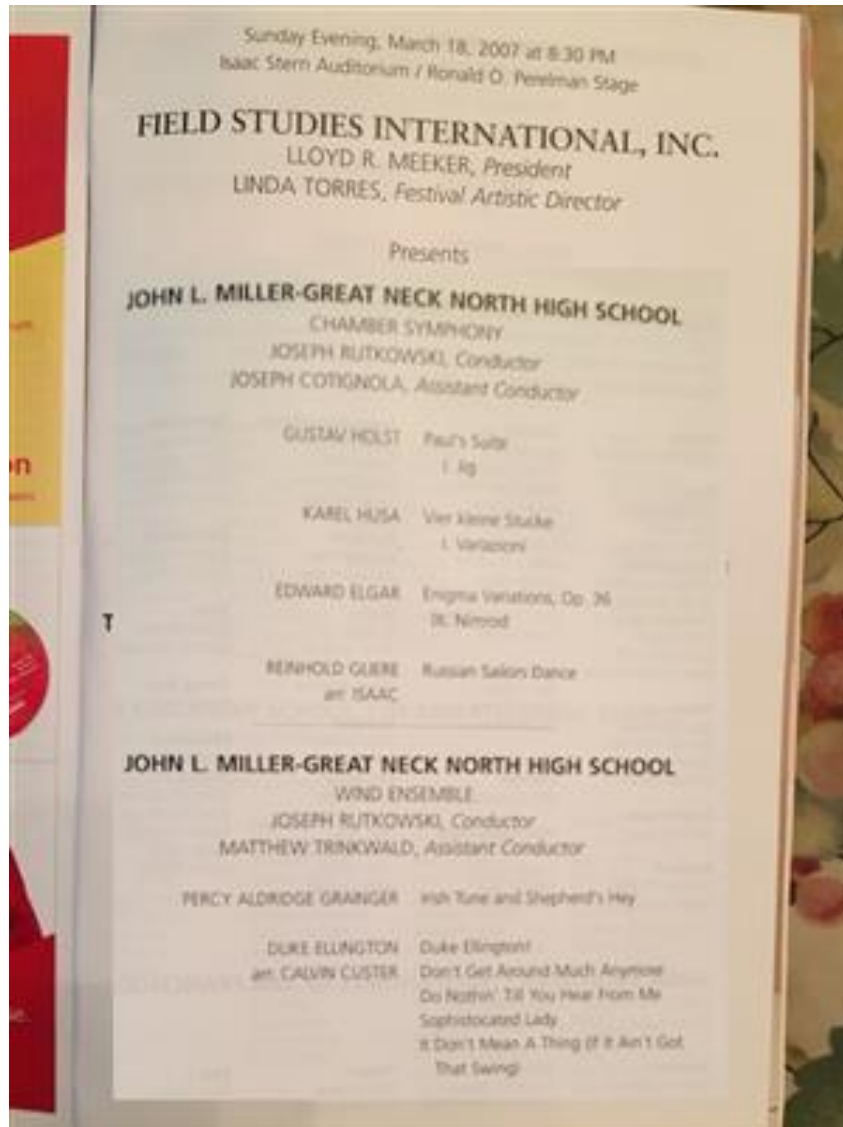 Sunday Evening, March 18, 2007 at 8:30 PM
Isaac Stern Auditorium / Ronald O. Perelman Stage
FIELD STUDIES INTERNATIONAL, INC.
LLOYD R. MEEKER, President
LINDA TORRES, Festival Artistic Director
Presents
JOHN L. MILLER-GREAT NECK NORTH HIGH SCHOOL
CHAMBER SYMPHONY
JOSEPH RUTKOWSKI, Conductor
JOSEPH COTIGNOLA, Assistant Conductor
GUSTAV HOLST Paul's Suite
I. Jig
KAREL HUSA Vier kleine Stucke
I. Variazioni
EDWARD ELGAR Enigma Variations, Op. 36
IX. Nimrod
T
REINHOLD GLIERE Russian Sailors Dance
arr. ISAAC
JOHN L. MILLER-GREAT NECK NORTH HIGH SCHOOL
WIND ENSEMBLE
JOSEPH RUTKOWSKI, Conductor
MATTHEW TRINKWALD, Assistant Conductor
PERCY ALDRIDGE GRAINGER Irish Tune and Shepherd's Hey
DUKE ELLINGTON Duke Ellington!
arr. CALVIN CUSTER Don't Get Around Much Anymore
Do Nothin' Till You Hear From Me
Sophistocated Lady
It Don't Mean A Thing (If It Ain't Got
That Swing)